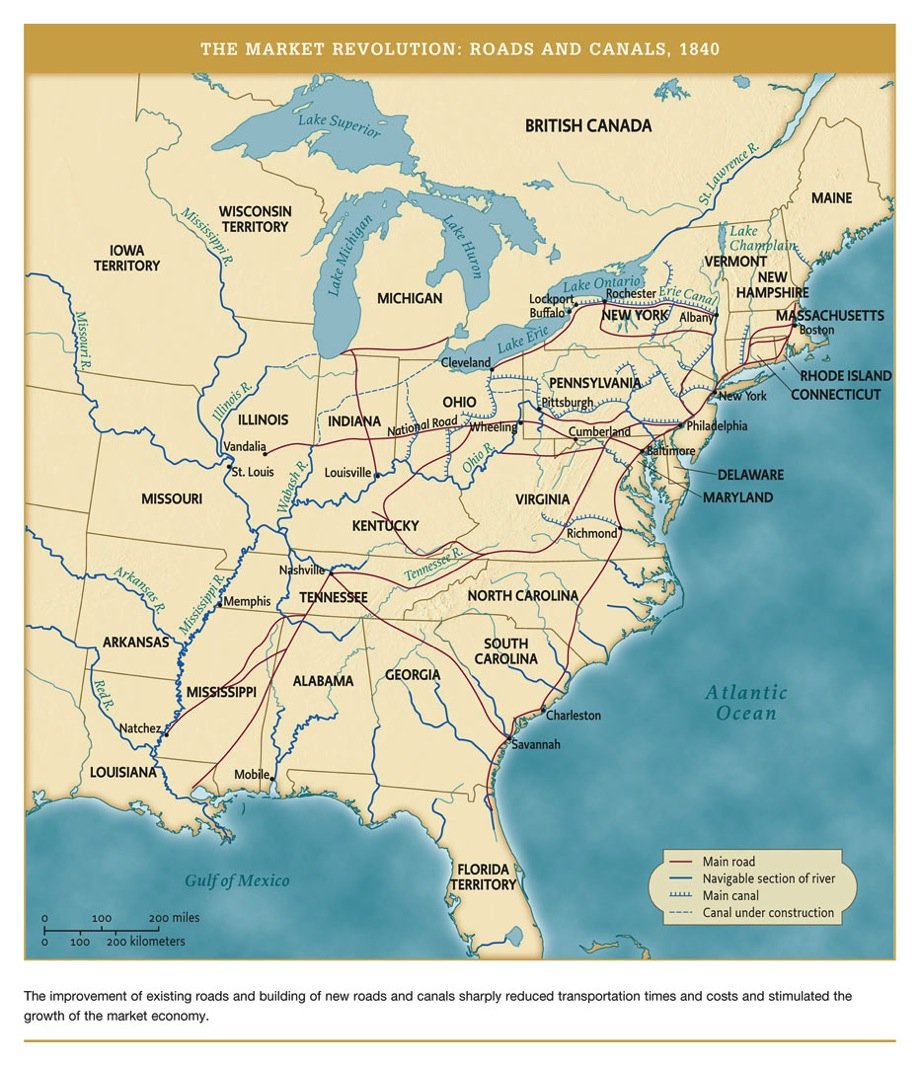 THE MARKET REVOLUTION: ROADS AND CANALS, 1840
Lake Superior
BRITISH CANADA
St. Lawrence R.
MAINE
WISCONSIN
TERRITORY
Mississippi R.
IOWA
TERRITORY
Lake Michigan
Lake Huron
MICHIGAN
Lake
Champlain
VERMONT
NEW
HAMPSHIRE
Lake Ontario
Lockport
Rochester
Erie Canal
Buffalo
NEW YORK
Albany
MASSACHUSETTS
Boston
Missouri R.
Lake Erie
Cleveland
RHODE ISLAND
CONNECTICUT
PENNSYLVANIA
New York
OHIO
Pittsburgh
Illinois R.
ILLINOIS
INDIANA
National Road
Wheeling
Cumberland
Philadelphia
Vandalia
Baltimore
St. Louis
Ohio R.
Louisville
Wabash R.
DELAWARE
MARYLAND
MISSOURI
VIRGINIA
KENTUCKY
Richmond
Tennessee R.
Nashville
Arkansas R.
Mississippi R.
Memphis
TENNESSEE
NORTH CAROLINA
ARKANSAS
SOUTH
CAROLINA
Red R.
MISSISSIPPI
ALABAMA
GEORGIA
Atlantic
Ocean
Natchez
Charleston
Savannah
LOUISIANA
Mobile
Gulf of Mexico
FLORIDA
TERRITORY
Main road
Navigable section of river
Main canal
Canal under construction
0 100 200 miles
0 100 200 kilometers
The improvement of existing roads and building of new roads and canals sharply reduced transportation times and costs and stimulated the
growth of the market economy.